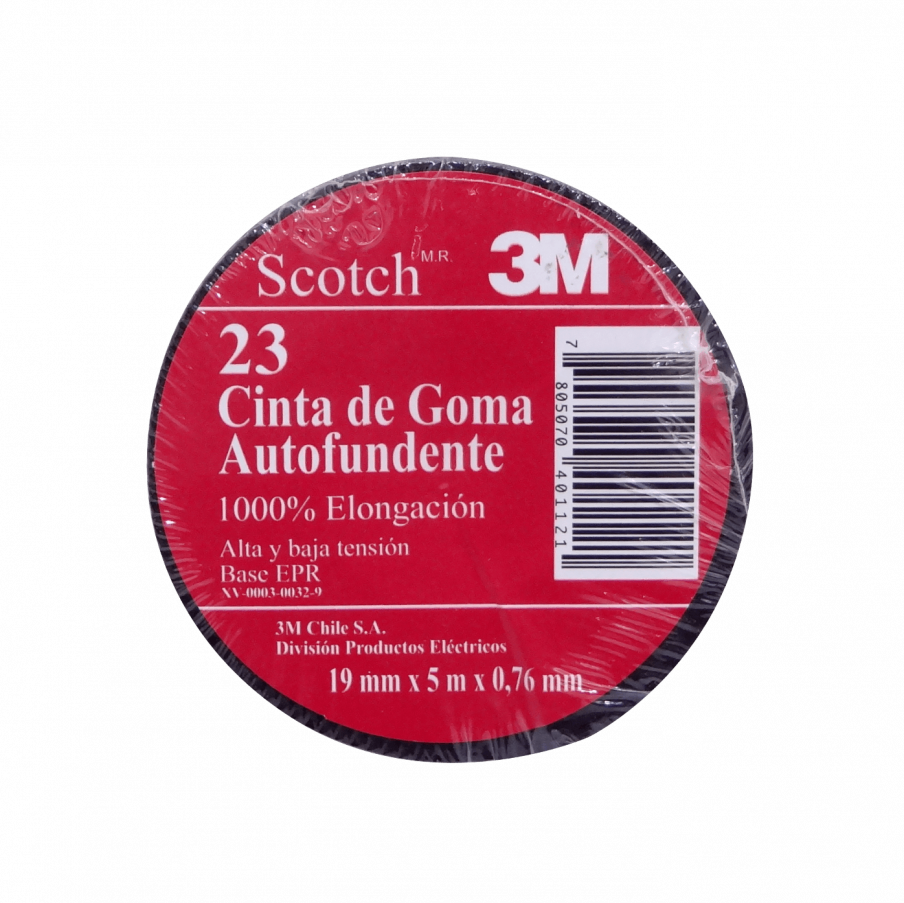 Scotch M.R. 3M
23
Cinta de Goma
Autofundente
1000% Elongación
Alta y baja tensión
Base EPR
XV-0003-0032-9
7 805070 401121
3M Chile S.A.
División Productos Eléctricos
19 mm x 5 m x 0,76 mm